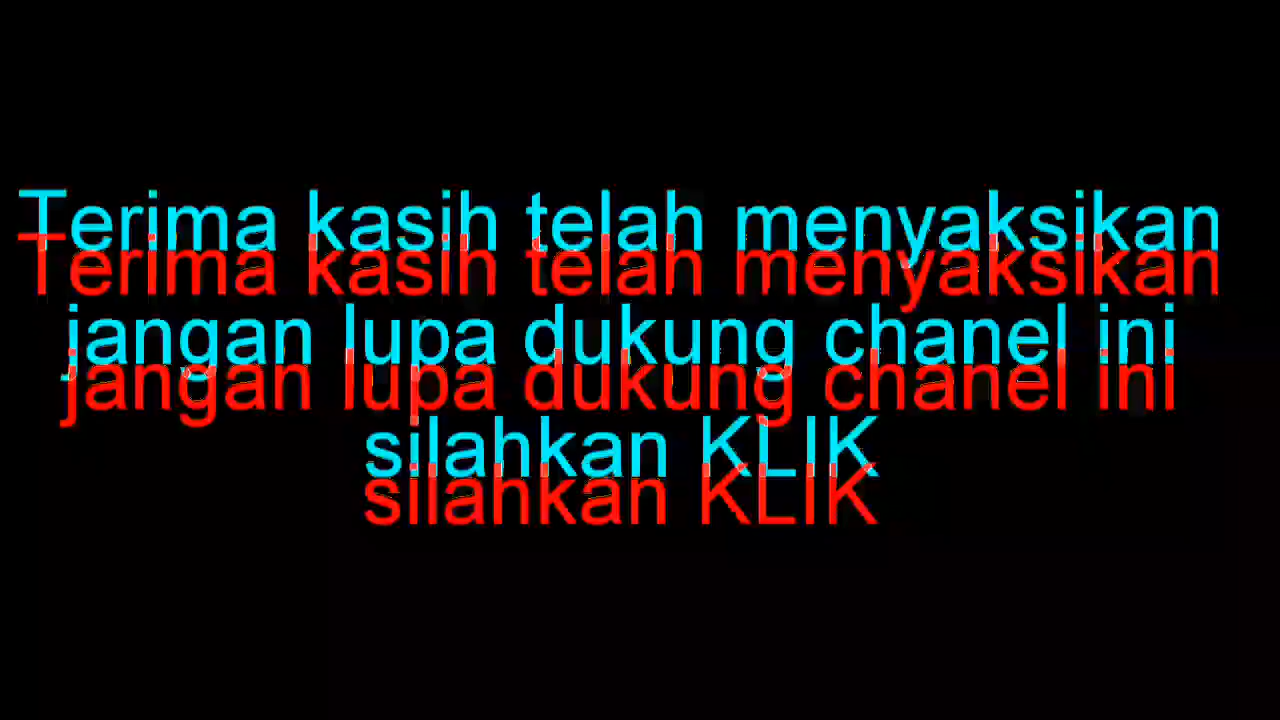 Terima kasih telah menyaksikan
Terima kasih telah menyaksikan
jangan lupa dukung chanel ini
jangan lupa dukung chanel ini
silahkan KLIK
silahkan KLIK